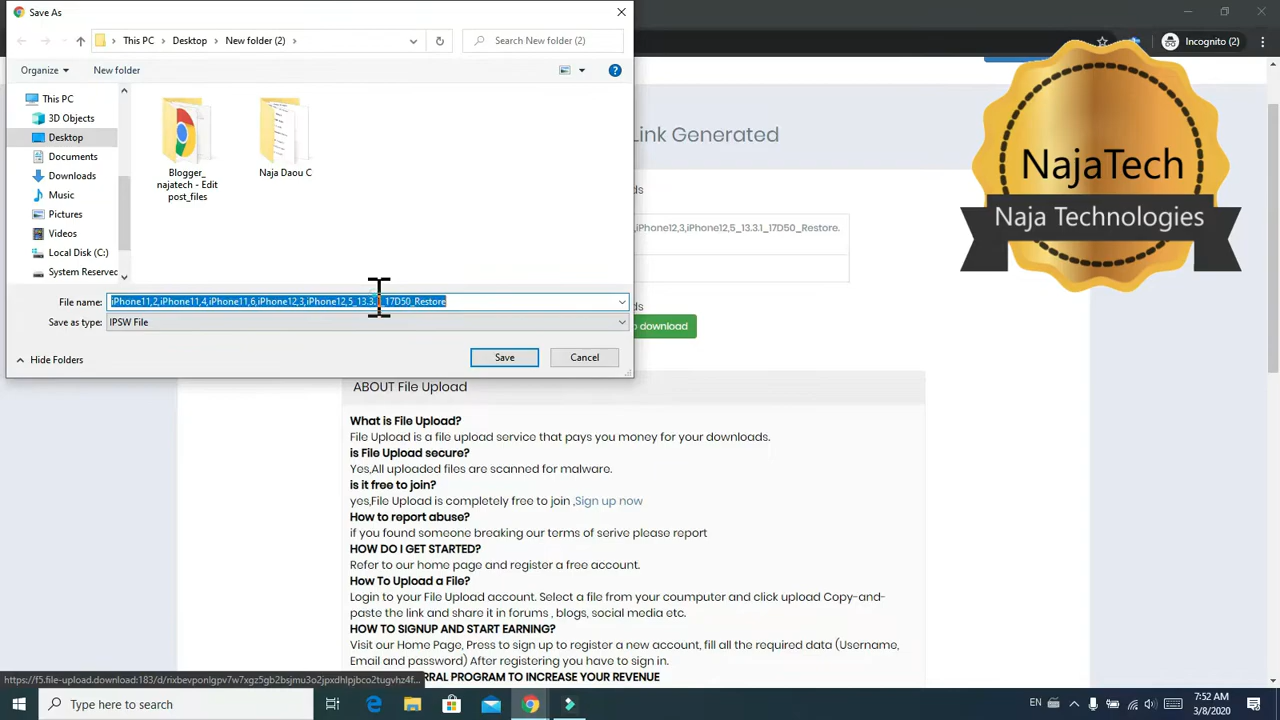 Save As
This PC
Desktop
New folder (2)
Search New folder (2)
Incognito (2)
Organize
New folder
This PC
3D Objects
Desktop
Documents
Downloads
Music
Pictures
Videos
Local Disk (C:)
System Reserved
Blogger_
najatech - Edit
post_files
Naja Daou C
File name:
iPhone11,2,iPhone11,4,iPhone11,6,iPhone12,3,iPhone12,5_13.3.1_17D50_Restore
Save as type:
IPSW File
Hide Folders
Save
Cancel
Link Generated
ds
,iPhone12,3,iPhone12,5_13.3.1_17D50_Restore.
ds
o download
NajaTech
Naja Technologies
ABOUT File Upload
What is File Upload?
File Upload is a file upload service that pays you money for your downloads.
is File Upload secure?
Yes,All uploaded files are scanned for malware.
is it free to join?
yes,File Upload is completely free to join ,Sign up now
How to report abuse?
if you found someone breaking our terms of serive please report
HOW DO I GET STARTED?
Refer to our home page and register a free account.
How To Upload a File?
Login to your File Upload account. Select a file from your coumputer and click upload Copy-and-
paste the link and share it in forums , blogs, social media etc.
HOW TO SIGNUP AND START EARNING?
Visit our Home Page, Press to sign up to register a new account, fill all the required data (Username,
Email and password) After registering you have to sign in.
RRAL PROGRAM TO INCREASE YOUR REVENUE
https://f5.file-upload.download:183/d/rixbevponlgpv7w7xgz5gb2bsjmu3o2jpxdhlpjbco2tugvhz4f...
Type here to search
EN
7:52 AM
3/8/2020